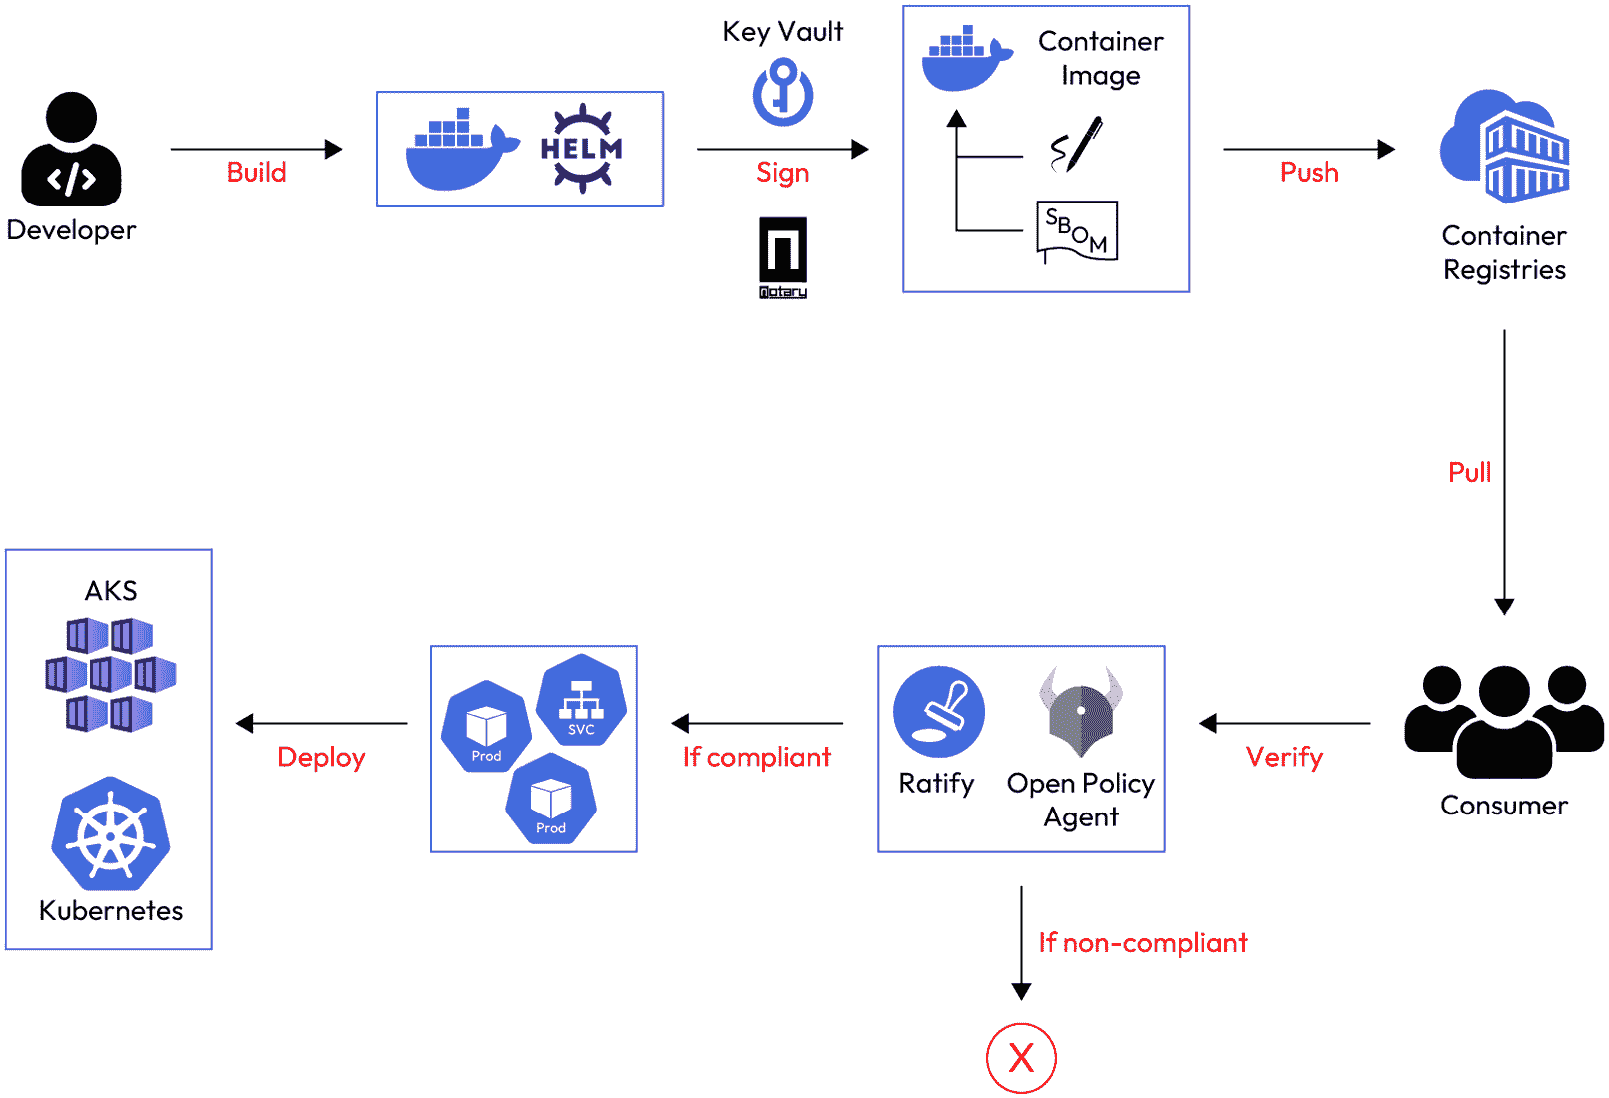 Key Vault
Container
Image
</>
HELM
Build
Sign
Push
SBOM
Developer
notary
Container
Registries
Pull
AKS
SVC
Prod
Prod
Deploy
If compliant
Ratify
Open Policy
Agent
Verify
Consumer
Kubernetes
If non-compliant
X